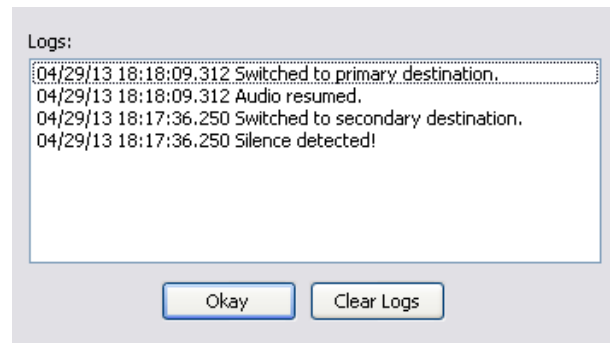 Logs:
04/29/13 18:18:09.312 Switched to primary destination.
04/29/13 18:18:09.312 Audio resumed.
04/29/13 18:17:36.250 Switched to secondary destination.
04/29/13 18:17:36.250 Silence detected!
Okay Clear Logs